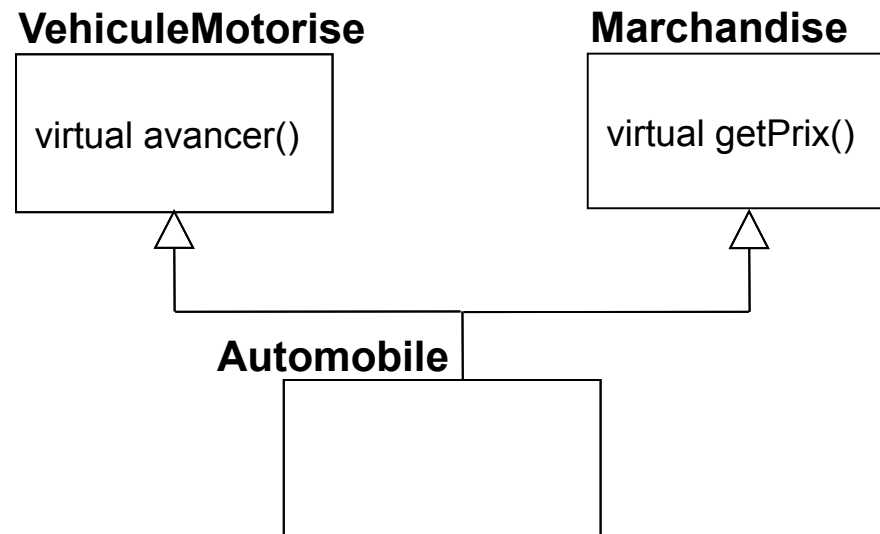 VehiculeMotorise
Marchandise
virtual avancer()
virtual getPrix()
Automobile